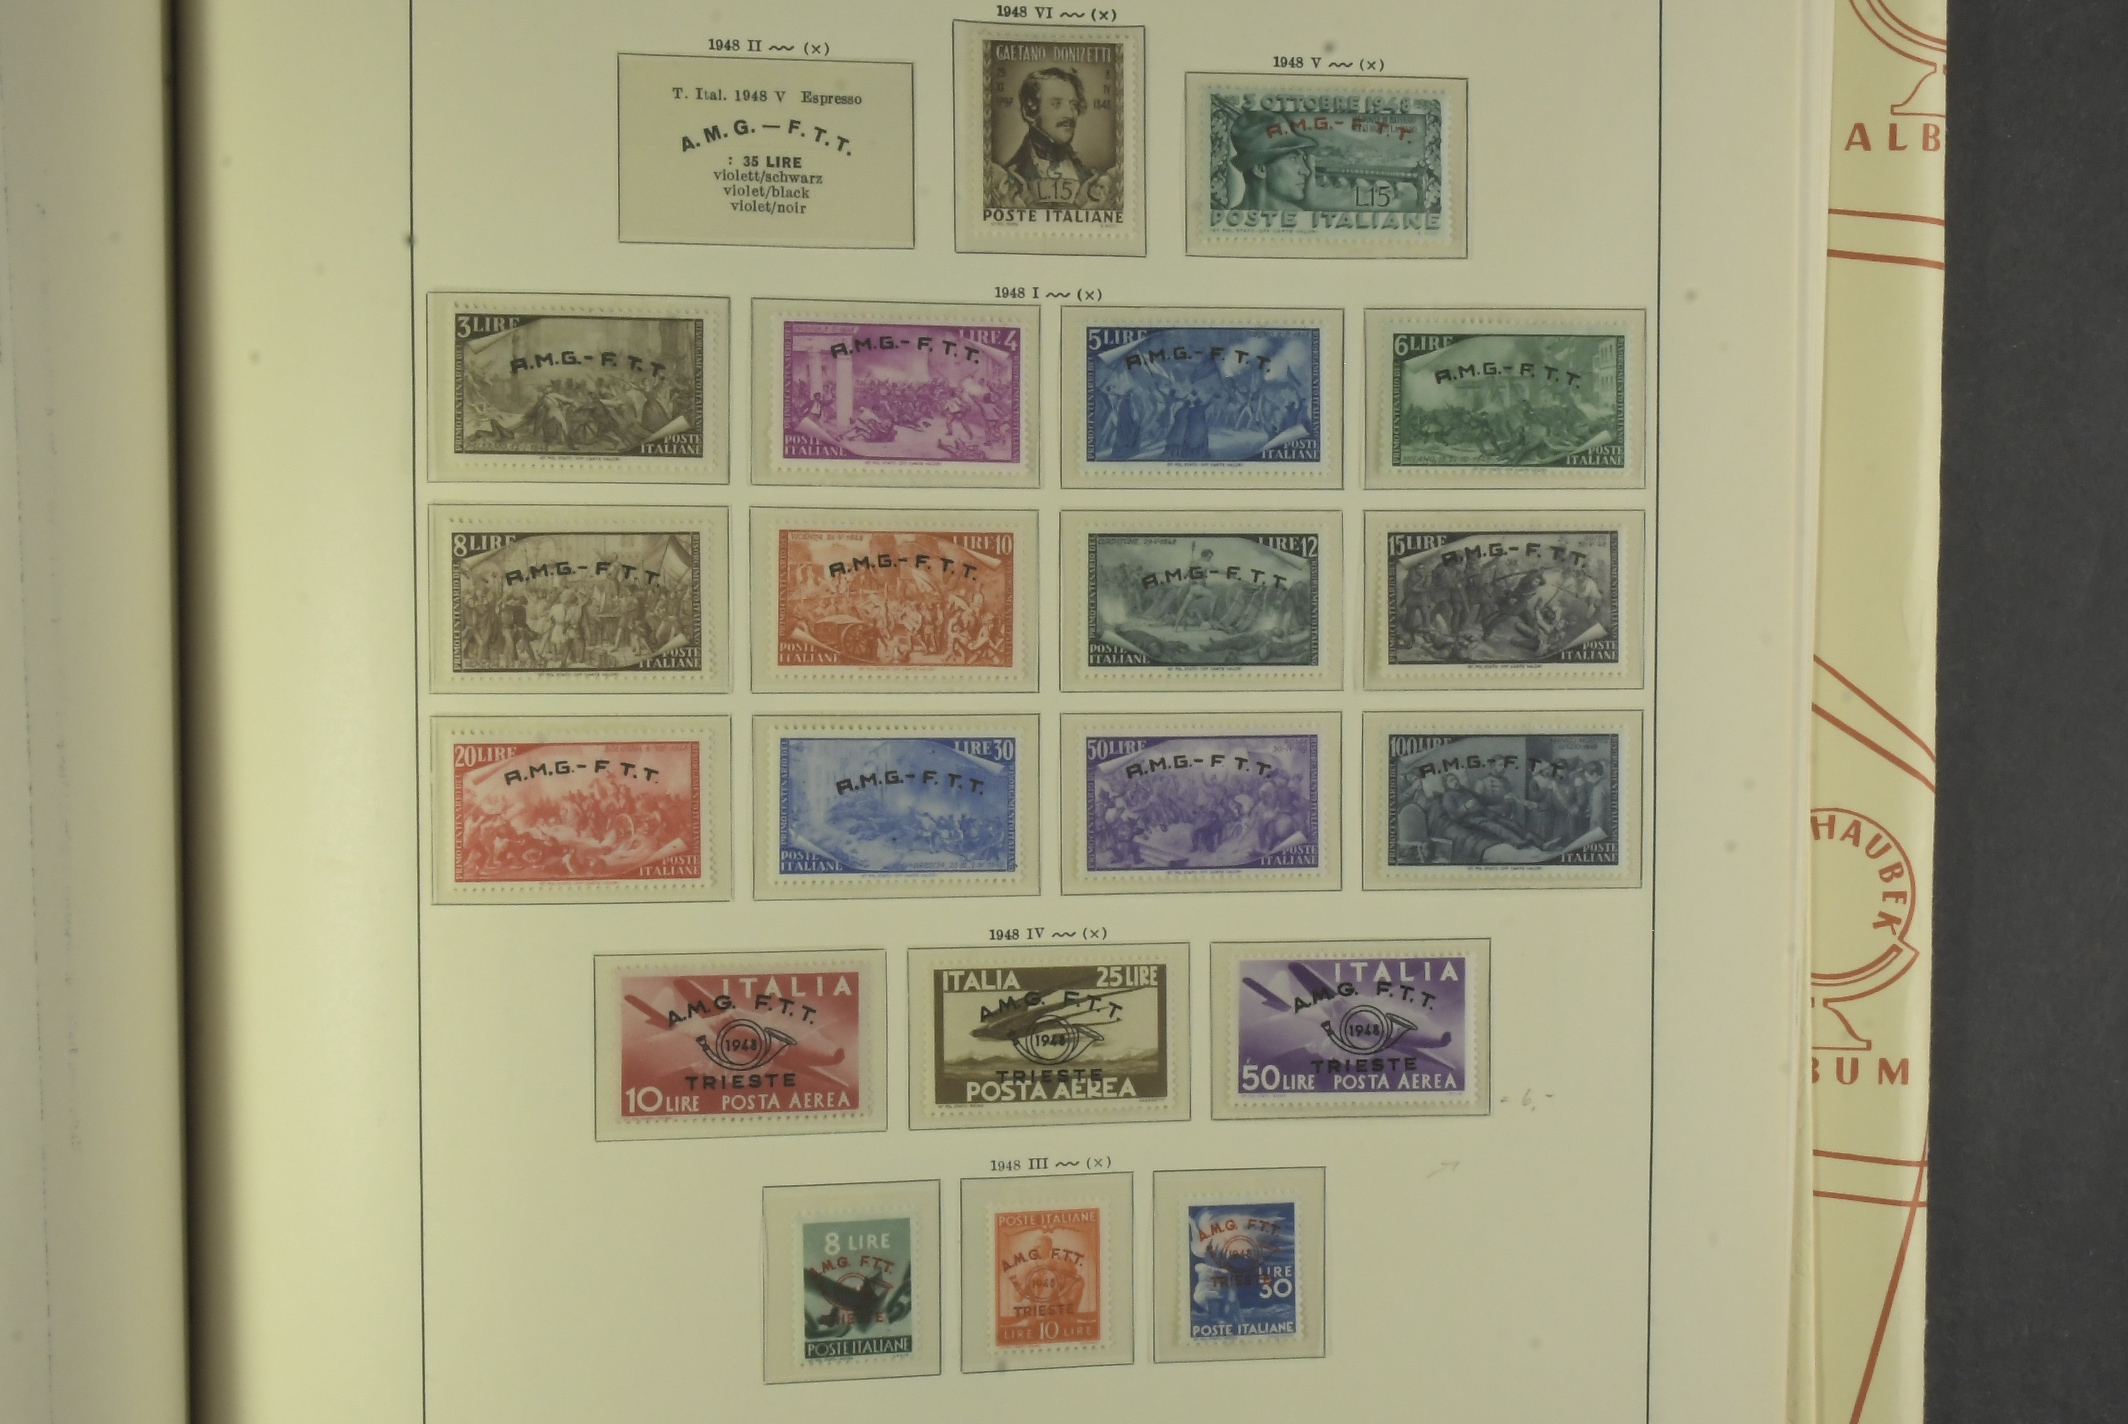 1948 VI ~~ (x)
1948 II ~~ (x)
1948 V ~~ (x)
T. Ital. 1948 V Espresso
A. M. G. — F. T. T.
: 35 LIRE
violett/schwarz
violet/black
violet/noir
GAETANO DONIZETTI
1797
1848
L.15
POSTE ITALIANE
3 OTTOBRE 1948
A.M.G.-F.T.T.
L.15
POSTE ITALIANE
1948 I ~~ (x)
3 LIRE
A.M.G.-F.T.T.
POSTE
ITALIANE
LIRE 4
A.M.G.-F.T.T.
POSTE
ITALIANE
5 LIRE
A.M.G.-F.T.T.
POSTE
ITALIANE
6 LIRE
A.M.G.-F.T.T.
POSTE
ITALIANE
8 LIRE
A.M.G.-F.T.T.
POSTE
ITALIANE
LIRE 10
A.M.G.-F.T.T.
POSTE
ITALIANE
LIRE 12
A.M.G.-F.T.T.
POSTE
ITALIANE
15 LIRE
A.M.G.-F.T.T.
POSTE
ITALIANE
20 LIRE
A.M.G.-F.T.T.
POSTE
ITALIANE
LIRE 30
A.M.G.-F.T.T.
POSTE
ITALIANE
50 LIRE
A.M.G.-F.T.T.
POSTE
ITALIANE
100 LIRE
A.M.G.-F.T.T.
POSTE
ITALIANE
1948 IV ~~ (x)
ITALIA
A.M.G. F.T.T.
1948
TRIESTE
10 LIRE POSTA AEREA
ITALIA 25 LIRE
A.M.G. F.T.T.
1948
TRIESTE
POSTA AEREA
ITALIA
A.M.G. F.T.T.
1948
TRIESTE
50 LIRE POSTA AEREA
1948 III ~~ (x)
8 LIRE
A.M.G. F.T.T.
TRIESTE
POSTE ITALIANE
POSTE ITALIANE
A.M.G. F.T.T.
1948
TRIESTE
LIRE 10 LIRE
A.M.G. F.T.T.
1948
TRIESTE
LIRE
30
POSTE ITALIANE
ALB
HAUBEK
BUM